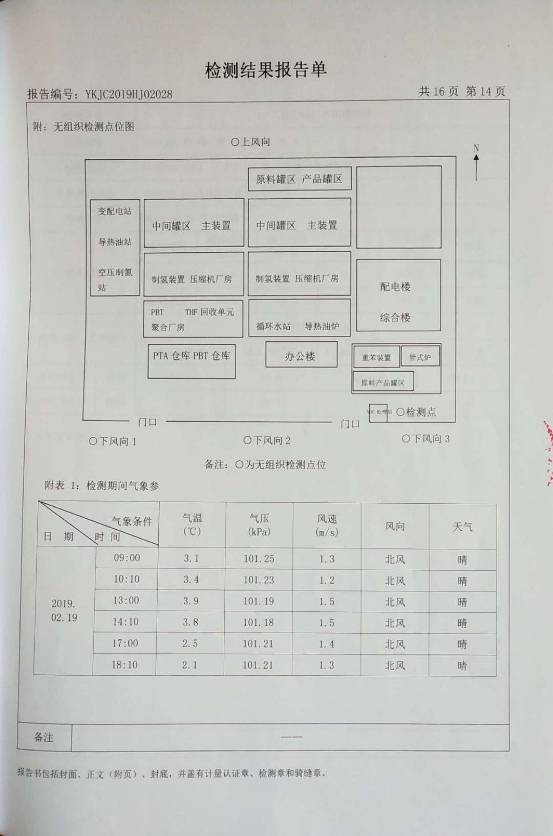 检测结果报告单
报告编号：YKJC2019HJ02028 共 16 页 第 14 页
附：无组织检测点位图
○上风向
N
原料罐区 产品罐区
变配电站
导热油站
空压制氮站
中间罐区 主装置
中间罐区 主装置
制氢装置 压缩机厂房
制氢装置 压缩机厂房
配电楼
综合楼
PBT THF 回收单元
聚合厂房
循环水站 导热油炉
PTA 仓库 PBT 仓库
办公楼
重苯装置 管式炉
原料产品罐区
○检测点
门口 门口
○下风向 1 ○下风向 2 ○下风向 3
备注：○为无组织检测点位
附表 1：检测期间气象参
日 期 时 间 气象条件 气温（℃） 气压（kPa） 风速（m/s） 风向 天气
2019.02.19
09:00 3.1 101.25 1.3 北风 晴
10:10 3.4 101.23 1.2 北风 晴
13:00 3.9 101.19 1.5 北风 晴
14:10 3.8 101.18 1.5 北风 晴
17:00 2.5 101.21 1.4 北风 晴
18:10 2.1 101.21 1.3 北风 晴
备注 ——
报告书包括封面、正文（附页）、封底，并盖有计量认证章、检测章和骑缝章。